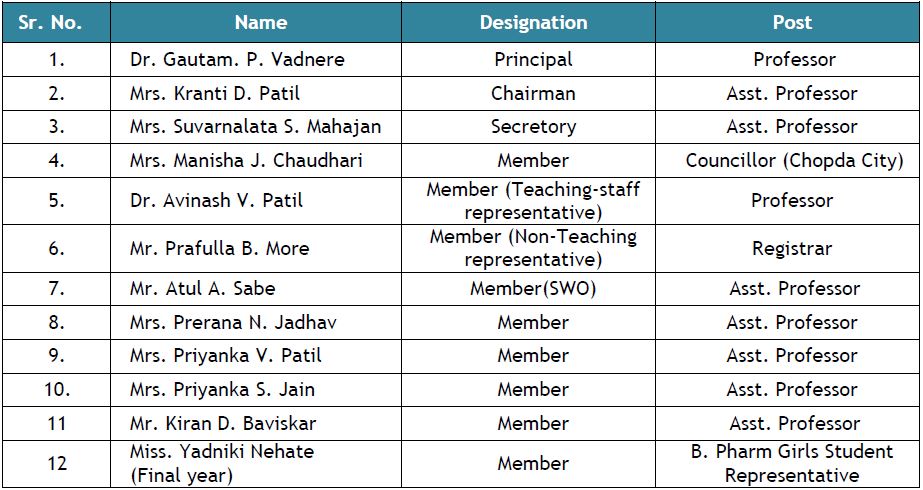 Sr. No. Name Designation Post
1. Dr. Gautam. P. Vadnere Principal Professor
2. Mrs. Kranti D. Patil Chairman Asst. Professor
3. Mrs. Suvarnalata S. Mahajan Secretory Asst. Professor
4. Mrs. Manisha J. Chaudhari Member Councillor (Chopda City)
5. Dr. Avinash V. Patil Member (Teaching-staff
representative) Professor
6. Mr. Prafulla B. More Member (Non-Teaching
representative) Registrar
7. Mr. Atul A. Sabe Member(SWO) Asst. Professor
8. Mrs. Prerana N. Jadhav Member Asst. Professor
9. Mrs. Priyanka V. Patil Member Asst. Professor
10. Mrs. Priyanka S. Jain Member Asst. Professor
11 Mr. Kiran D. Baviskar Member Asst. Professor
12 Miss. Yadniki Nehate
(Final year) Member B. Pharm Girls Student
Representative